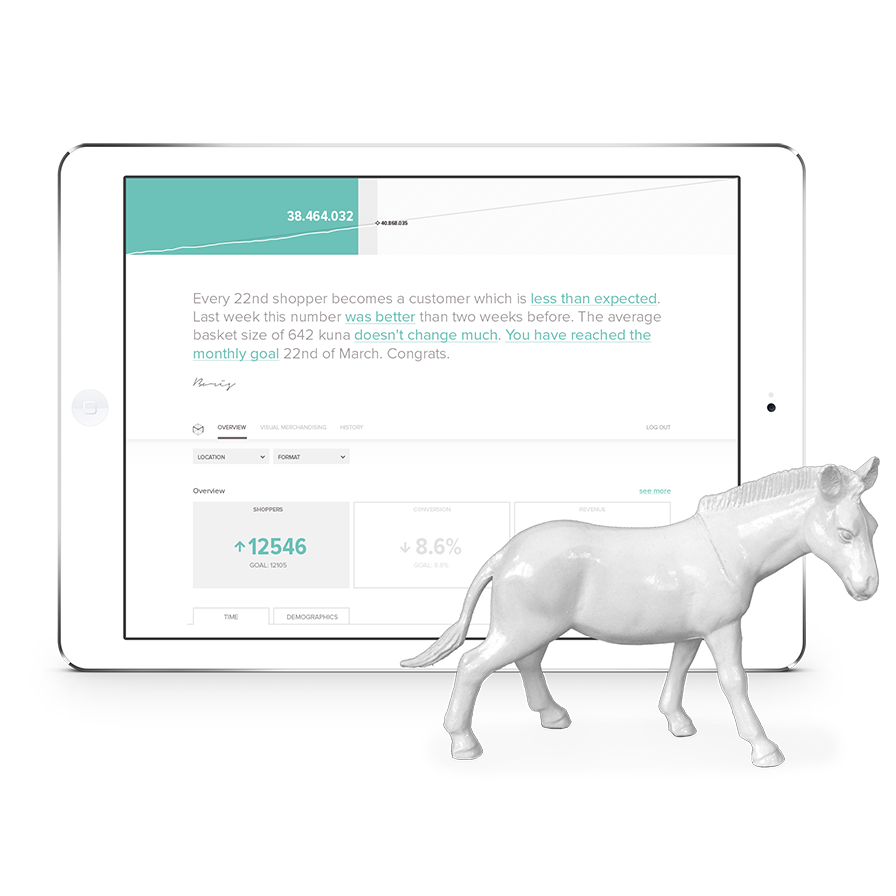 38.464.032
40.868.035
Every 22nd shopper becomes a customer which is less than expected.
Last week this number was better than two weeks before. The average
basket size of 642 kuna doesn't change much. You have reached the
monthly goal 22nd of March. Congrats.
Boris
OVERVIEW VISUAL MERCHANDISING HISTORY LOG OUT
LOCATION FORMAT
Overview see more
SHOPPERS CONVERSION REVENUE
12546 8.6%
GOAL: 12105 GOAL: 8.8%
TIME DEMOGRAPHICS